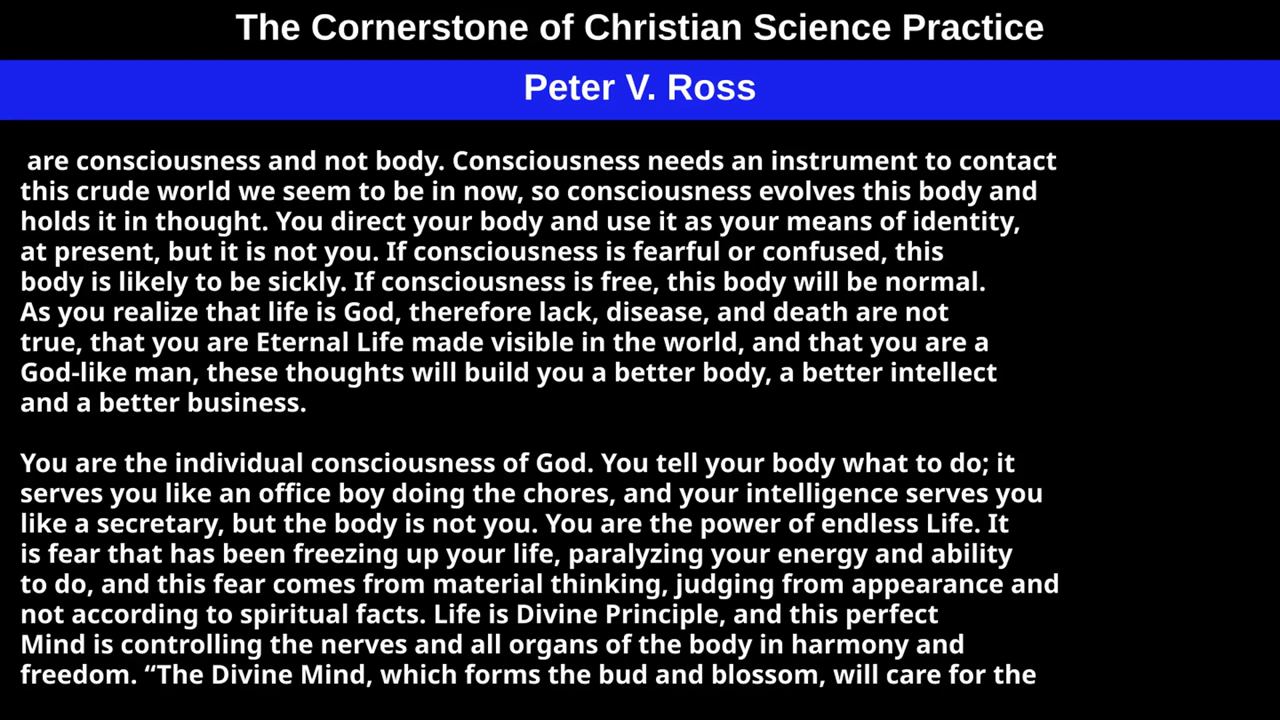 The Cornerstone of Christian Science Practice
Peter V. Ross
are consciousness and not body. Consciousness needs an instrument to contact
this crude world we seem to be in now, so consciousness evolves this body and
holds it in thought. You direct your body and use it as your means of identity,
at present, but it is not you. If consciousness is fearful or confused, this
body is likely to be sickly. If consciousness is free, this body will be normal.
As you realize that life is God, therefore lack, disease, and death are not
true, that you are Eternal Life made visible in the world, and that you are a
God-like man, these thoughts will build you a better body, a better intellect
and a better business.
You are the individual consciousness of God. You tell your body what to do; it
serves you like an office boy doing the chores, and your intelligence serves you
like a secretary, but the body is not you. You are the power of endless Life. It
is fear that has been freezing up your life, paralyzing your energy and ability
to do, and this fear comes from material thinking, judging from appearance and
not according to spiritual facts. Life is Divine Principle, and this perfect
Mind is controlling the nerves and all organs of the body in harmony and
freedom. “The Divine Mind, which forms the bud and blossom, will care for the